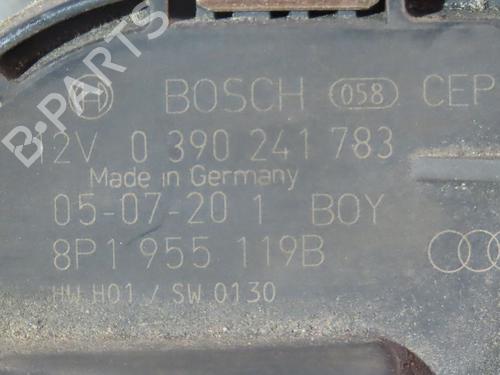 B-PARTS
BOSCH 058 CEP
12V 0 390 241 783
Made in Germany
05-07-20 1 BOY
8P1 955 119B
HW H01 / SW 0130